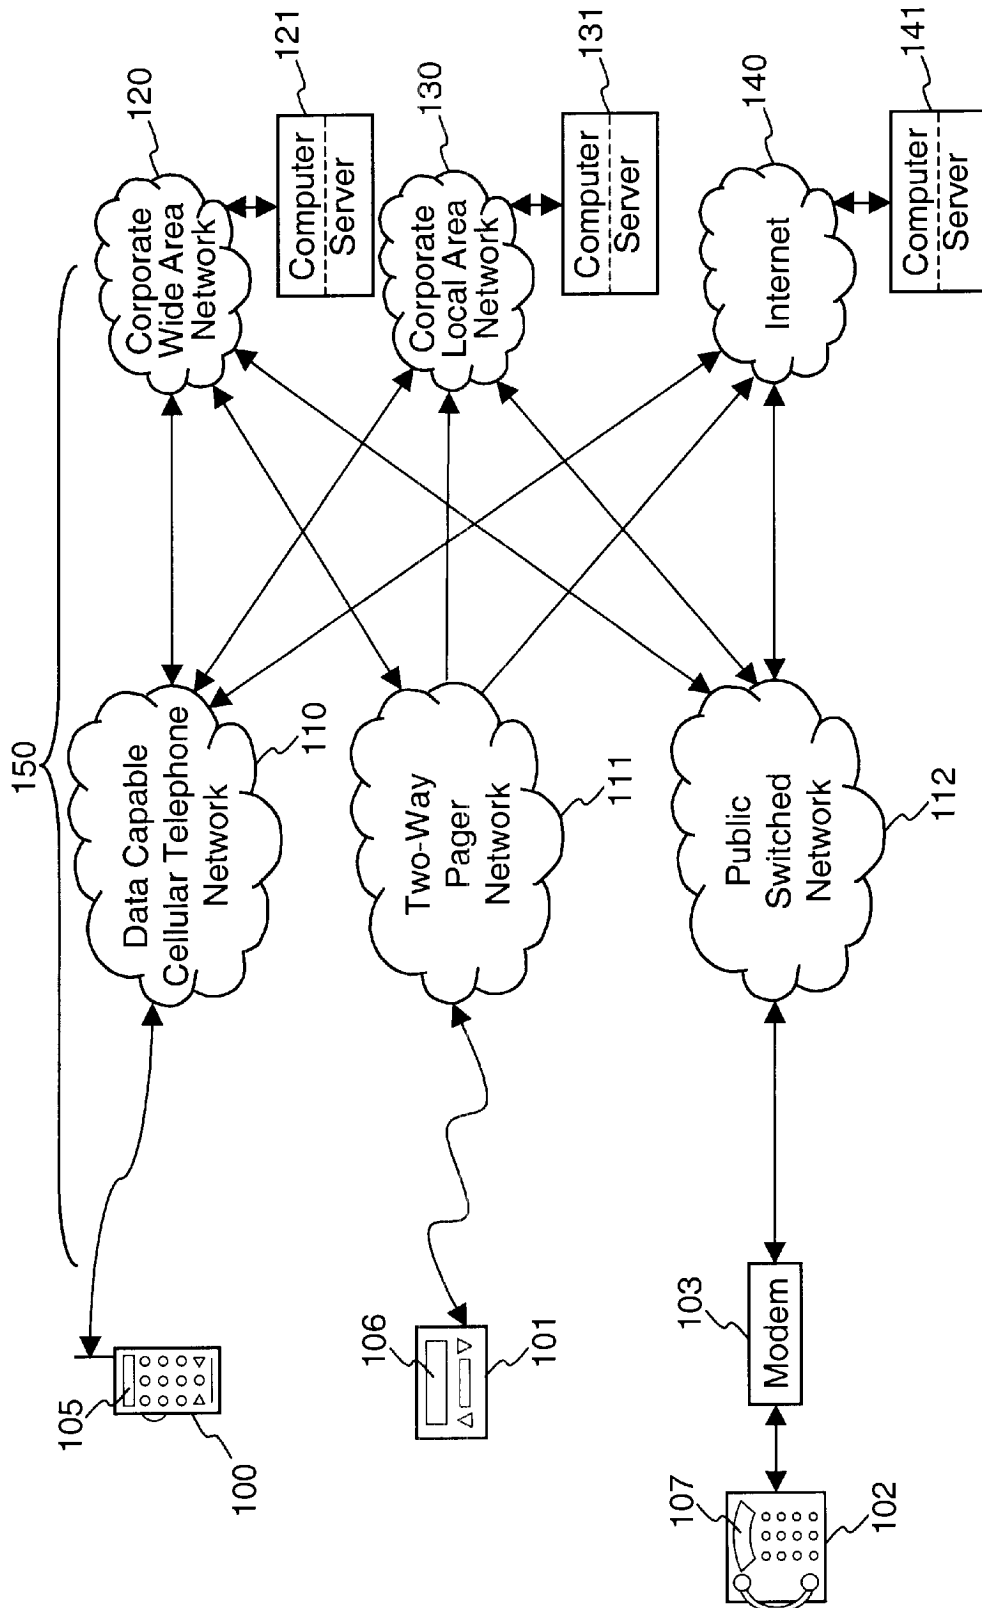 150
120
Corporate
Wide Area
Network
121
Computer
Server
130
Corporate
Local Area
Network
131
Computer
Server
140
Internet
141
Computer
Server
Data Capable
Cellular Telephone
Network
110
Two-Way
Pager
Network
111
Public
Switched
Network
112
105
100
106
101
103
Modem
107
102